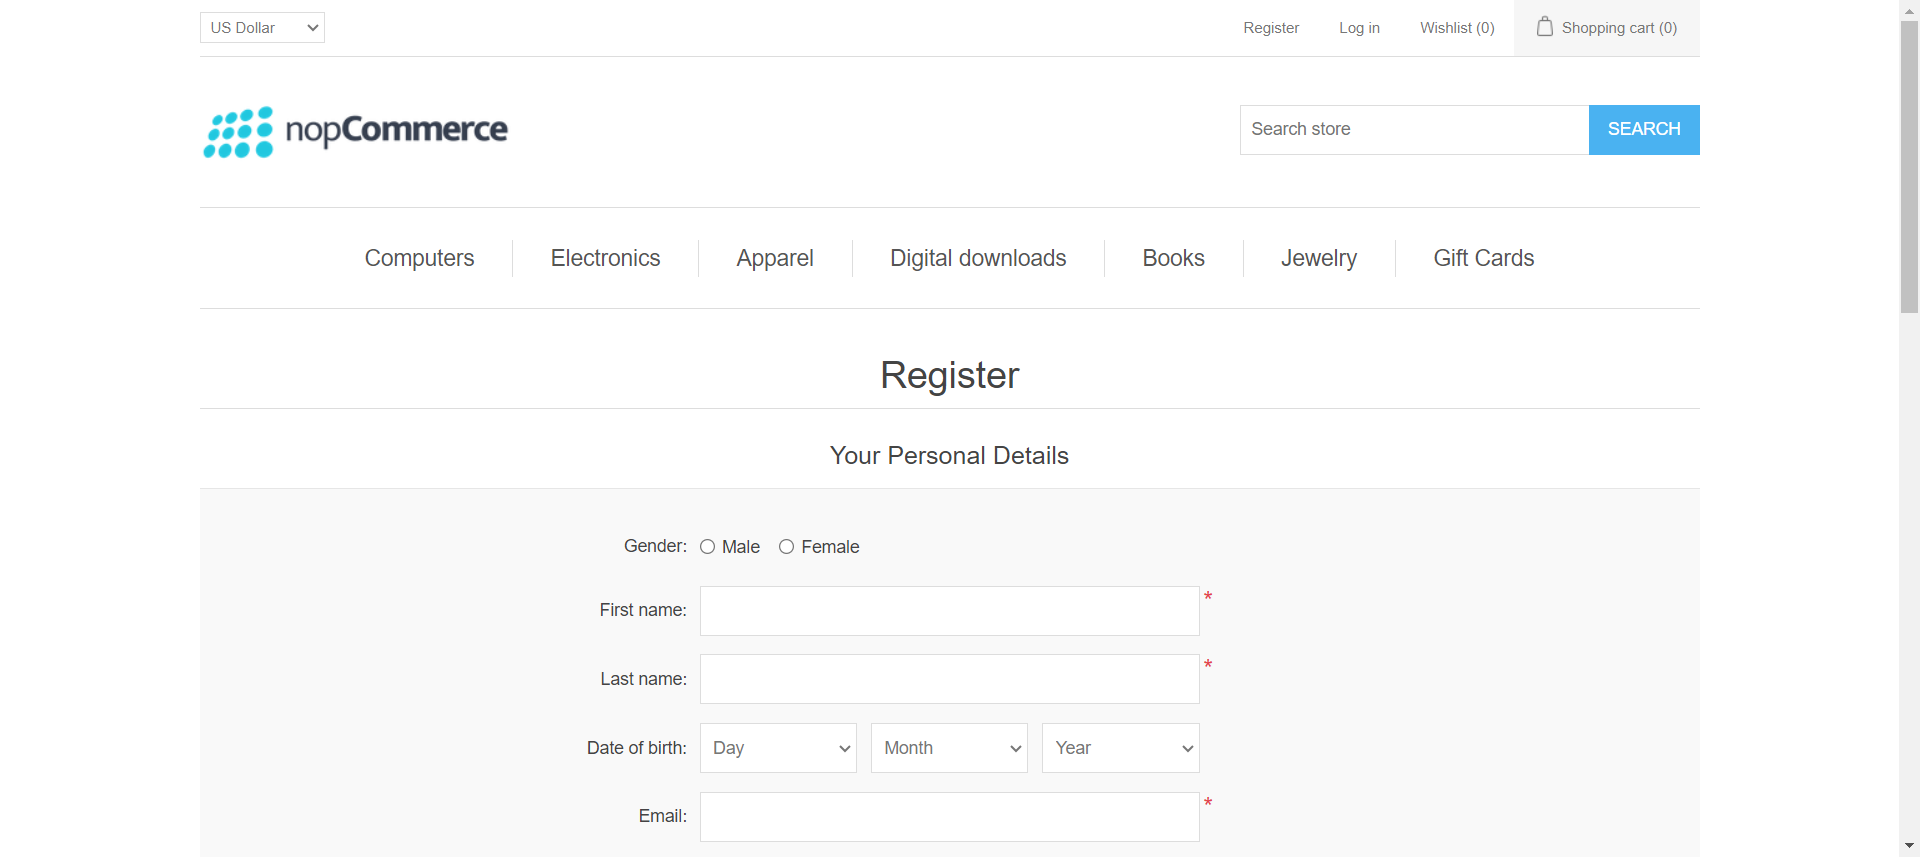 US Dollar Register Log in Wishlist (0) Shopping cart (0)
nopCommerce Search store SEARCH
Computers Electronics Apparel Digital downloads Books Jewelry Gift Cards
Register
Your Personal Details
Gender: Male Female
First name: *
Last name: *
Date of birth: Day Month Year
Email: *